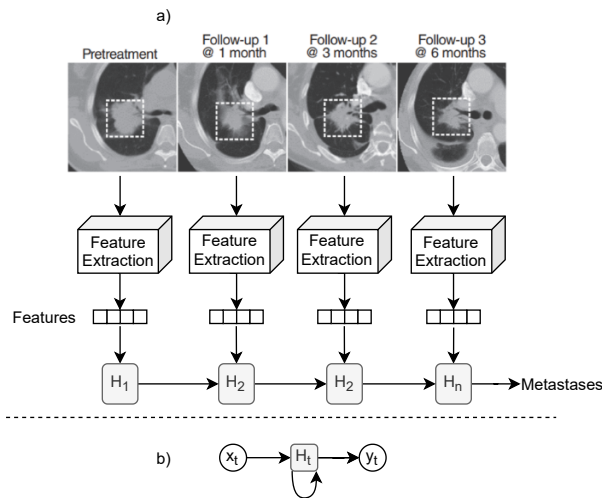 a)
Pretreatment
Follow-up 1
@ 1 month
Follow-up 2
@ 3 months
Follow-up 3
@ 6 months
Feature
Extraction
Feature
Extraction
Feature
Extraction
Feature
Extraction
Features
H₁
H₂
H₂
Hₙ
Metastases
b)
xₜ
Hₜ
yₜ